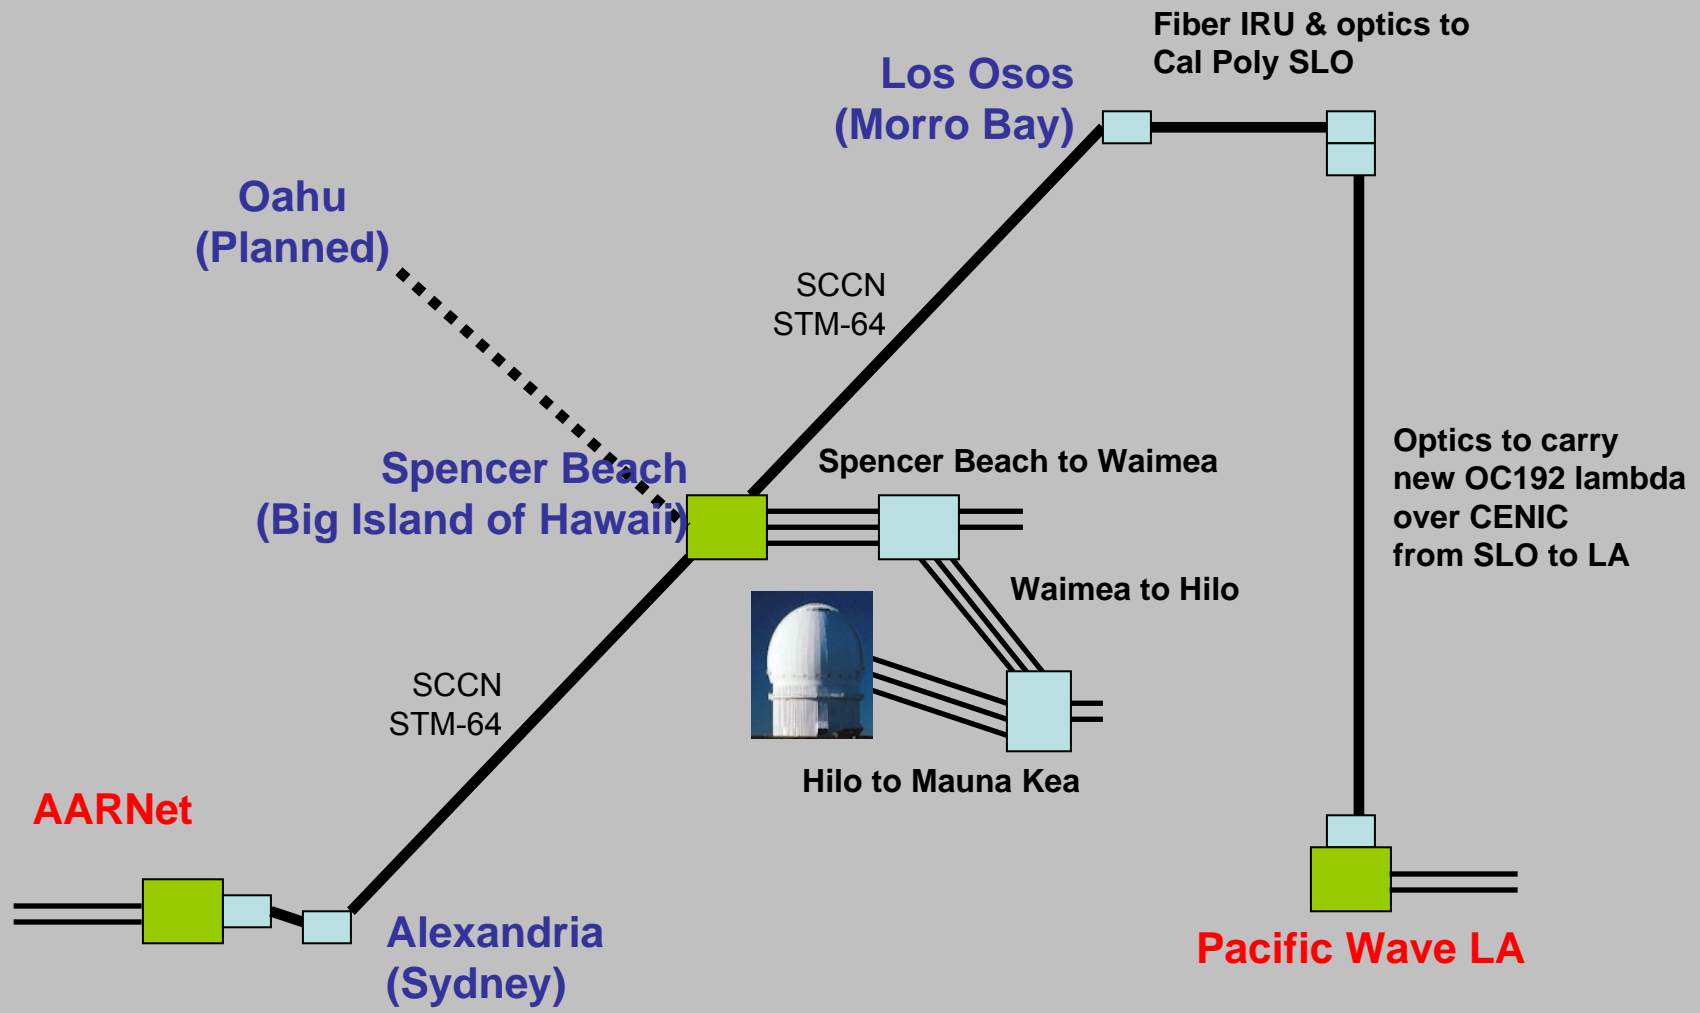 Fiber IRU & optics to
Cal Poly SLO
Los Osos
(Morro Bay)
Oahu
(Planned)
SCCN
STM-64
Spencer Beach
(Big Island of Hawaii)
Spencer Beach to Waimea
Optics to carry
new OC192 lambda
over CENIC
from SLO to LA
Waimea to Hilo
SCCN
STM-64
Hilo to Mauna Kea
AARNet
Alexandria
(Sydney)
Pacific Wave LA